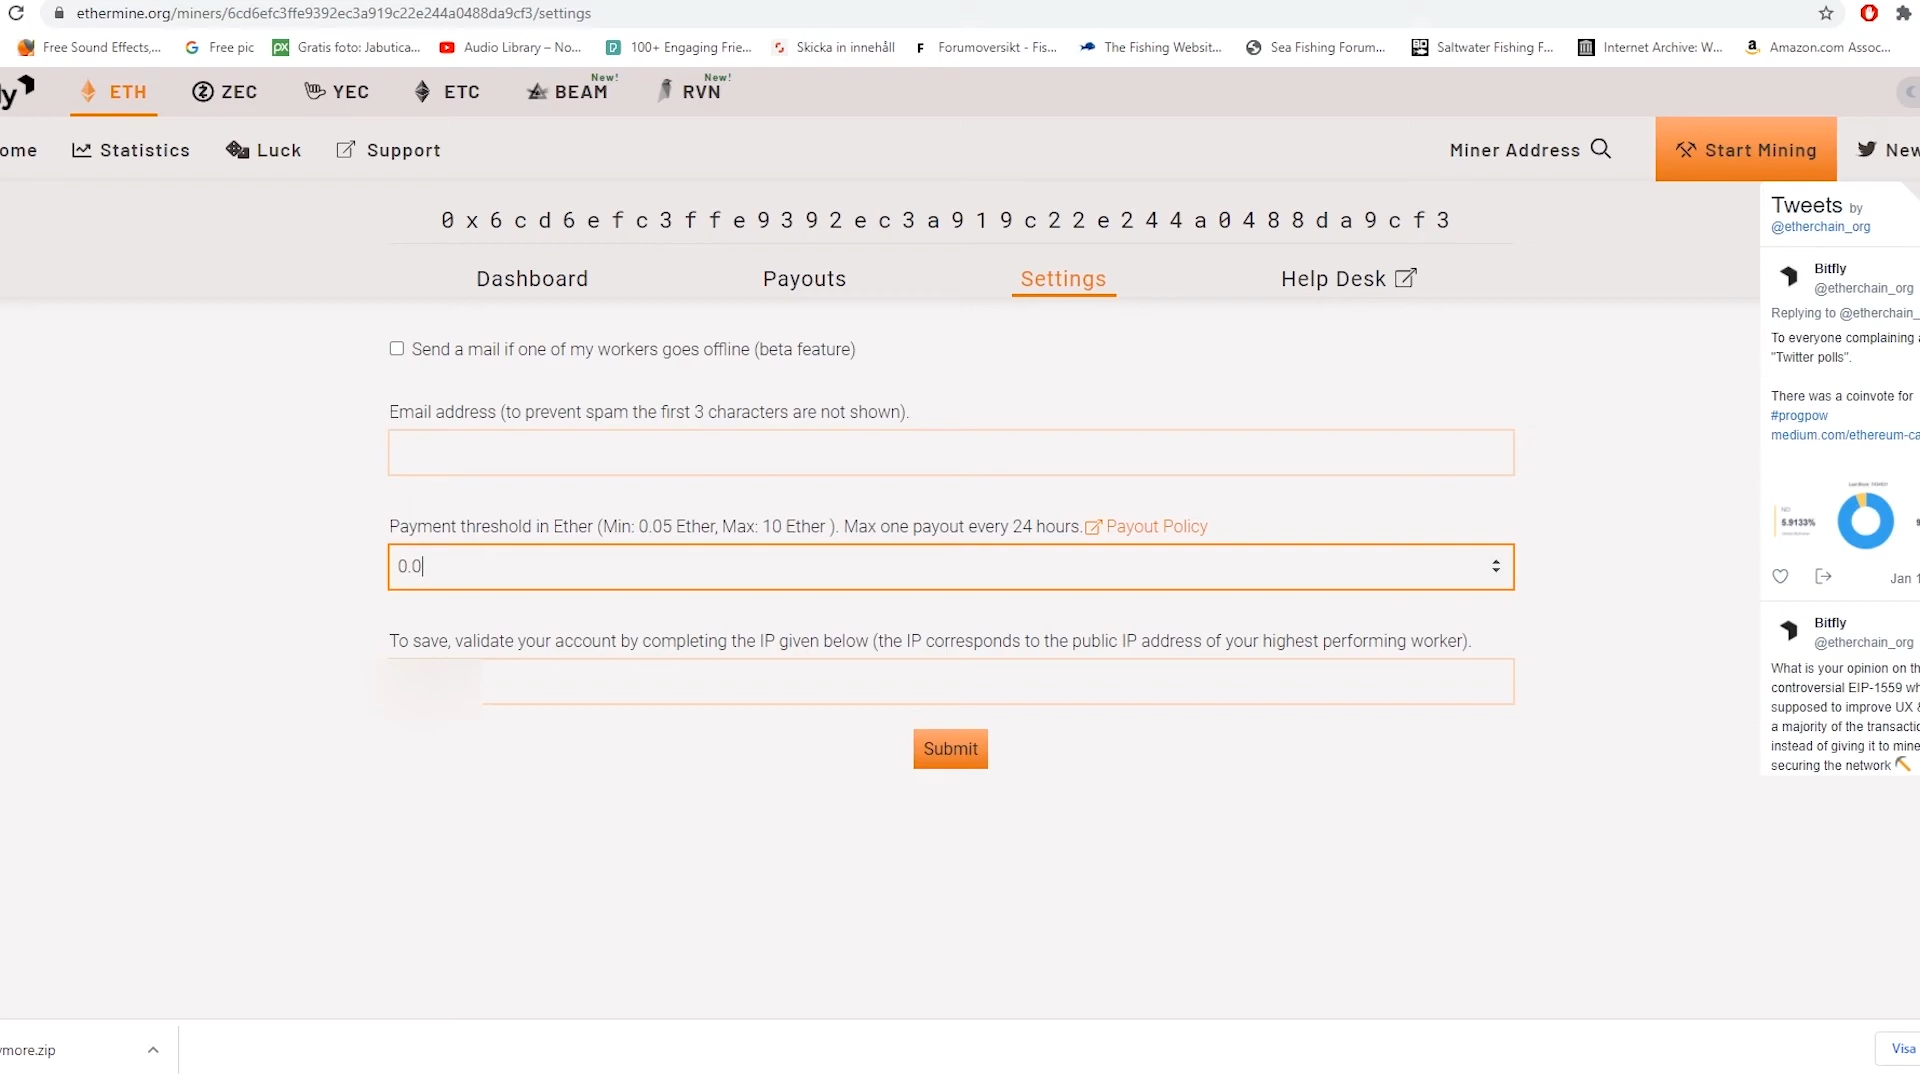 ethermine.org/miners/6cd6efc3ffe9392ec3a919c22e244a0488da9cf3/settings
Free Sound Effects,... Free pic Gratis foto: Jabutica... Audio Library – No... 100+ Engaging Frie... Skicka in innehåll Forumoversikt - Fis... The Fishing Websit... Sea Fishing Forum... Saltwater Fishing F... Internet Archive: W... Amazon.com Assoc...
ly ETH ZEC YEC ETC BEAM New! RVN New!
ome Statistics Luck Support Miner Address Start Mining New
0x6cd6efc3ffe9392ec3a919c22e244a0488da9cf3
Dashboard Payouts Settings Help Desk
Send a mail if one of my workers goes offline (beta feature)
Email address (to prevent spam the first 3 characters are not shown).
Payment threshold in Ether (Min: 0.05 Ether, Max: 10 Ether ). Max one payout every 24 hours. Payout Policy
0.0
To save, validate your account by completing the IP given below (the IP corresponds to the public IP address of your highest performing worker).
Submit
Tweets by
@etherchain_org
Bitfly
@etherchain_org
Replying to @etherchain_
To everyone complaining a
"Twitter polls".
There was a coinvote for
#progpow
medium.com/ethereum-ca
NO
5.9133%
Jan 1
Bitfly
@etherchain_org
What is your opinion on th
controversial EIP-1559 wh
supposed to improve UX &
a majority of the transactio
instead of giving it to mine
securing the network
ymore.zip
Visa